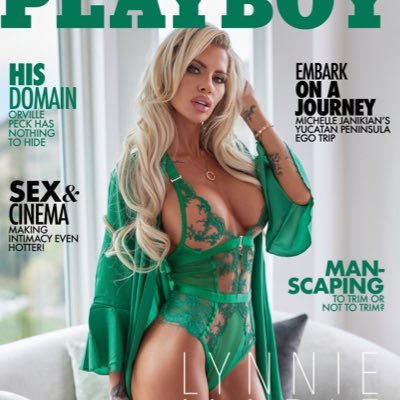 PLAYBOY
HIS
DOMAIN
ORVILLE
PECK HAS
NOTHING
TO HIDE
EMBARK
ON A
JOURNEY
MICHELLE JANIKIAN'S
YUCATAN PENINSULA
EGO TRIP
SEX&
CINEMA
MAKING
INTIMACY EVEN
HOTTER!
MAN-
SCAPING
TO TRIM OR
NOT TO TRIM?
LYNNIE